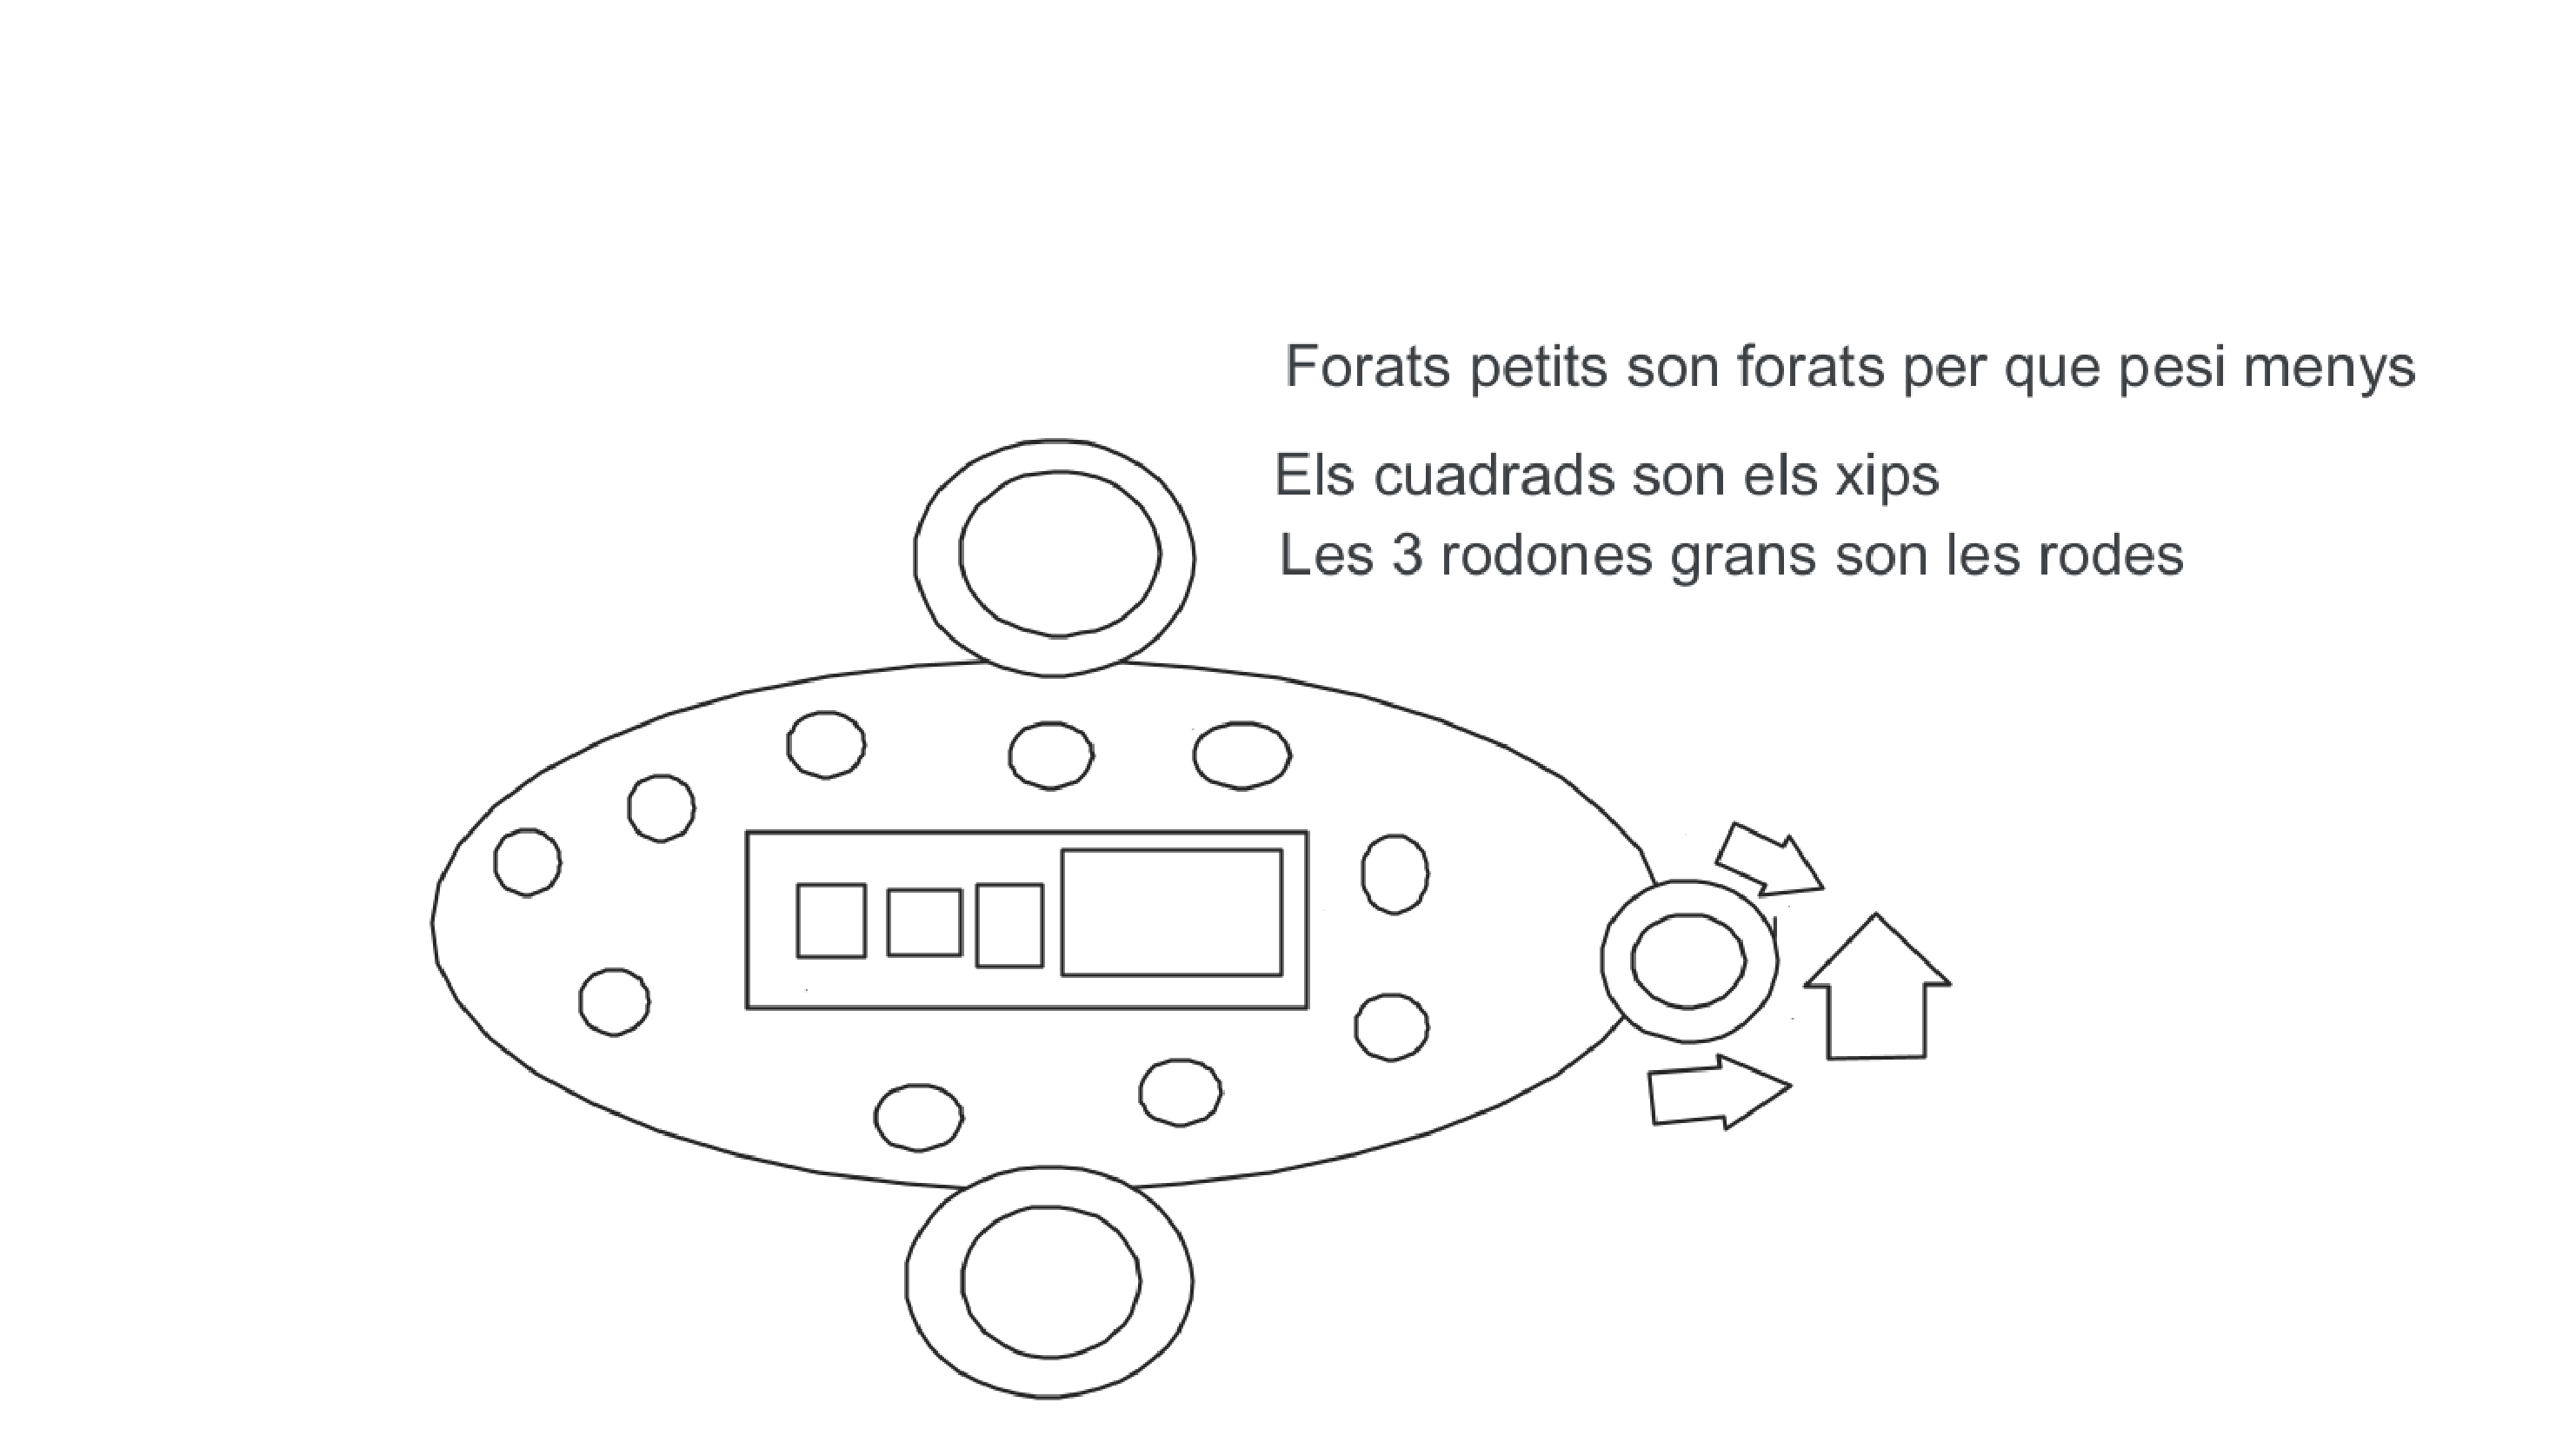 Forats petits son forats per que pesi menys
Els cuadrads son els xips
Les 3 rodones grans son les rodes